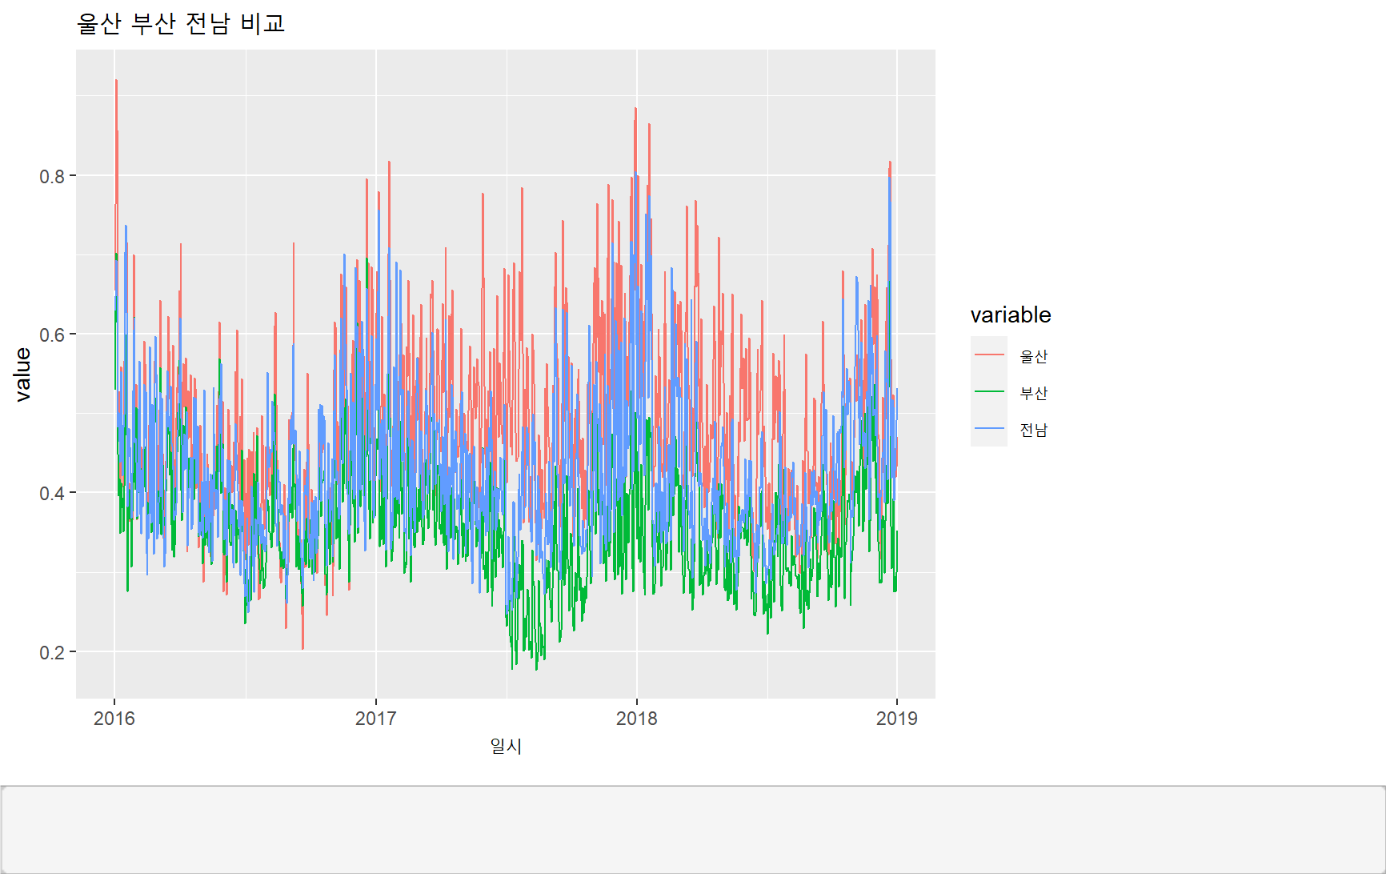 울산 부산 전남 비교
value
0.8
0.6
0.4
0.2
2016
2017
2018
2019
일시
variable
울산
부산
전남